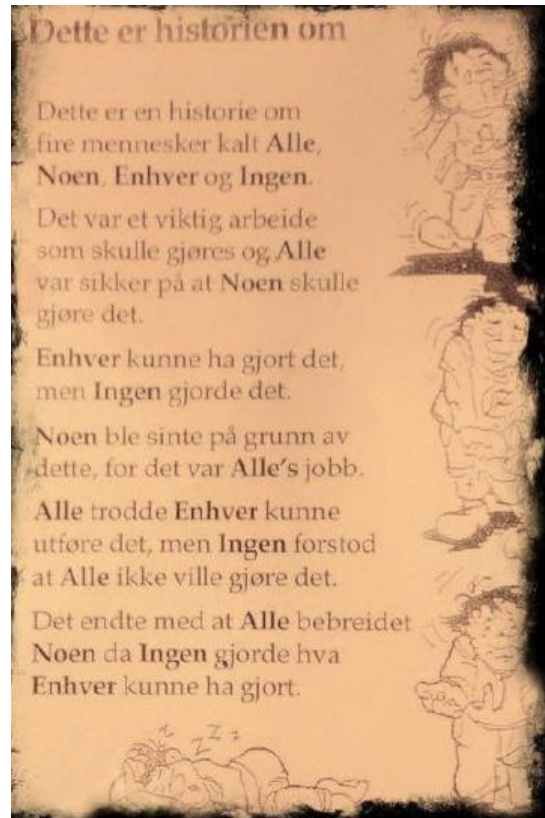 Dette er historien om
Dette er en historie om
fire mennesker kalt Alle,
Noen, Enhver og Ingen.
Det var et viktig arbeide
som skulle gjøres og Alle
var sikker på at Noen skulle
gjøre det.
Enhver kunne ha gjort det,
men Ingen gjorde det.
Noen ble sinte på grunn av
dette, for det var Alle's jobb.
Alle trodde Enhver kunne
utføre det, men Ingen forstod
at Alle ikke ville gjøre det.
Det endte med at Alle bebreidet
Noen da Ingen gjorde hva
Enhver kunne ha gjort.
z z z z